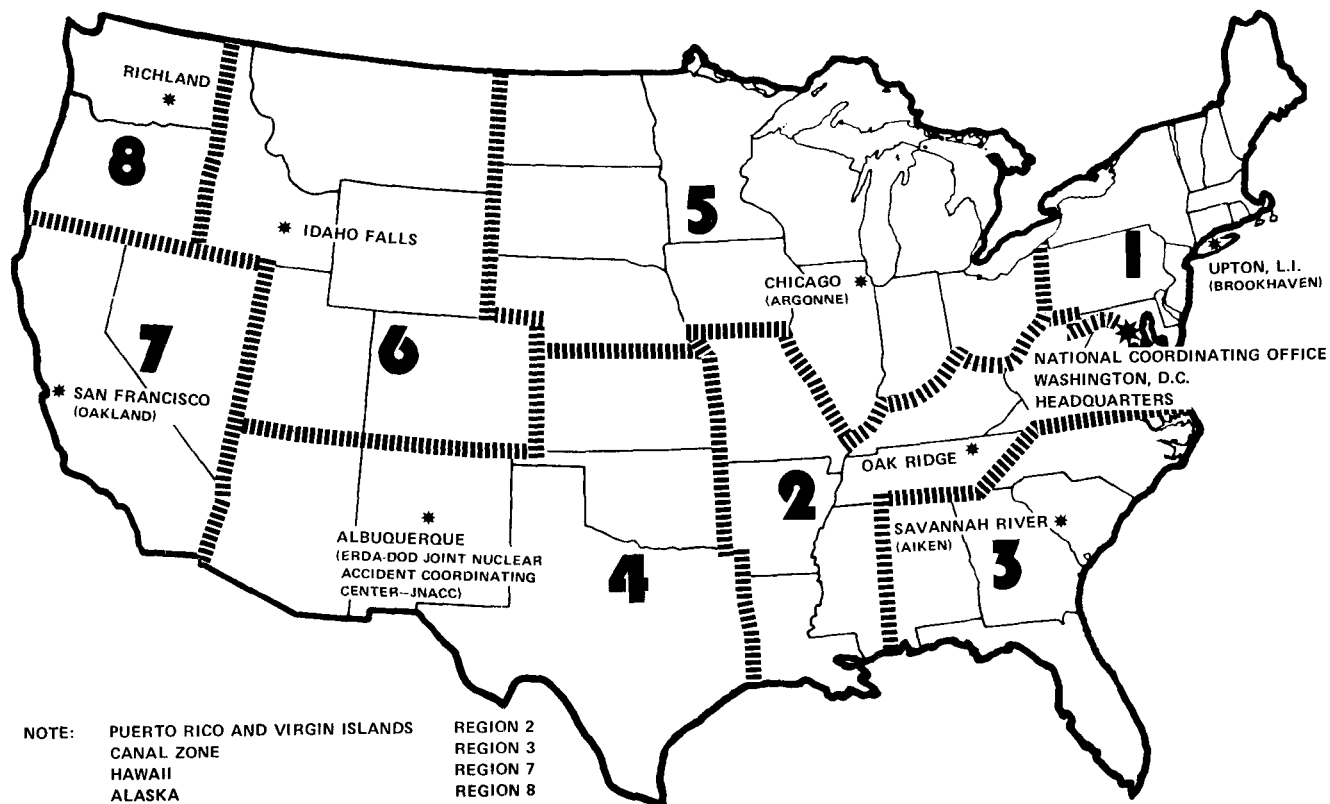 RICHLAND
8
IDAHO FALLS
5
CHICAGO
(ARGONNE)
1
UPTON, L.I.
(BROOKHAVEN)
7
6
SAN FRANCISCO
(OAKLAND)
NATIONAL COORDINATING OFFICE
WASHINGTON, D.C.
HEADQUARTERS
OAK RIDGE
2
SAVANNAH RIVER
(AIKEN)
3
ALBUQUERQUE
(ERDA-DOD JOINT NUCLEAR
ACCIDENT COORDINATING
CENTER–JNACC)
4
NOTE: PUERTO RICO AND VIRGIN ISLANDS REGION 2
CANAL ZONE REGION 3
HAWAII REGION 7
ALASKA REGION 8